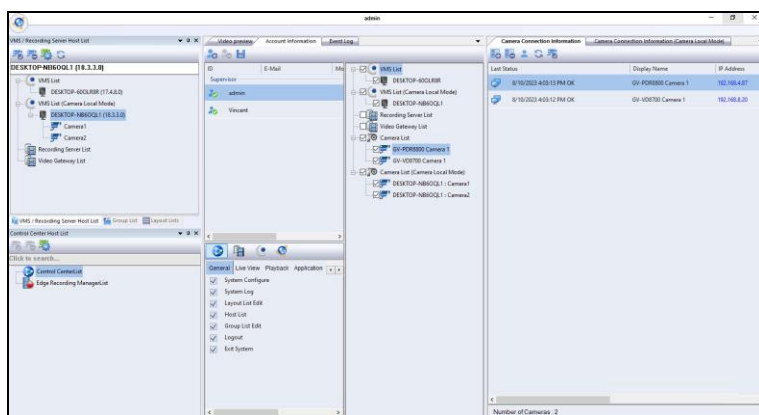 admin
VMS / Recording Server Host List
DESKTOP-NB6OQL1 (18.3.3.0)
VMS List
DESKTOP-60OLRBR (17.4.8.0)
VMS List (Camera Local Mode)
DESKTOP-NB6OQL1 (18.3.3.0)
Camera1
Camera2
Recording Server List
Video Gateway List
VMS / Recording Server Host List Group List Layout Lists
Control Center Host List
Click to search...
Control CenterList
Edge Recording ManagerList
Video preview Account Information Event Log
ID E-Mail
Supervisor
admin
Vincent
General Live View Playback Application
System Configure
System Log
Layout List Edit
Host List
Group List Edit
Logout
Exit System
VMS List
DESKTOP-60OLRBR
VMS List (Camera Local Mode)
DESKTOP-NB6OQL1
Recording Server List
Video Gateway List
Camera List
GV-PDR8800 Camera 1
GV-VD8700 Camera 1
Camera List (Camera Local Mode)
DESKTOP-NB6OQL1 : Camera1
DESKTOP-NB6OQL1 : Camera2
Camera Connection Information Camera Connection Information (Camera Local Mode)
Last Status Display Name IP Address
8/10/2023 4:03:13 PM OK GV-PDR8800 Camera 1 192.168.4.87
8/10/2023 4:03:12 PM OK GV-VD8700 Camera 1 192.168.8.20
Number of Cameras : 2